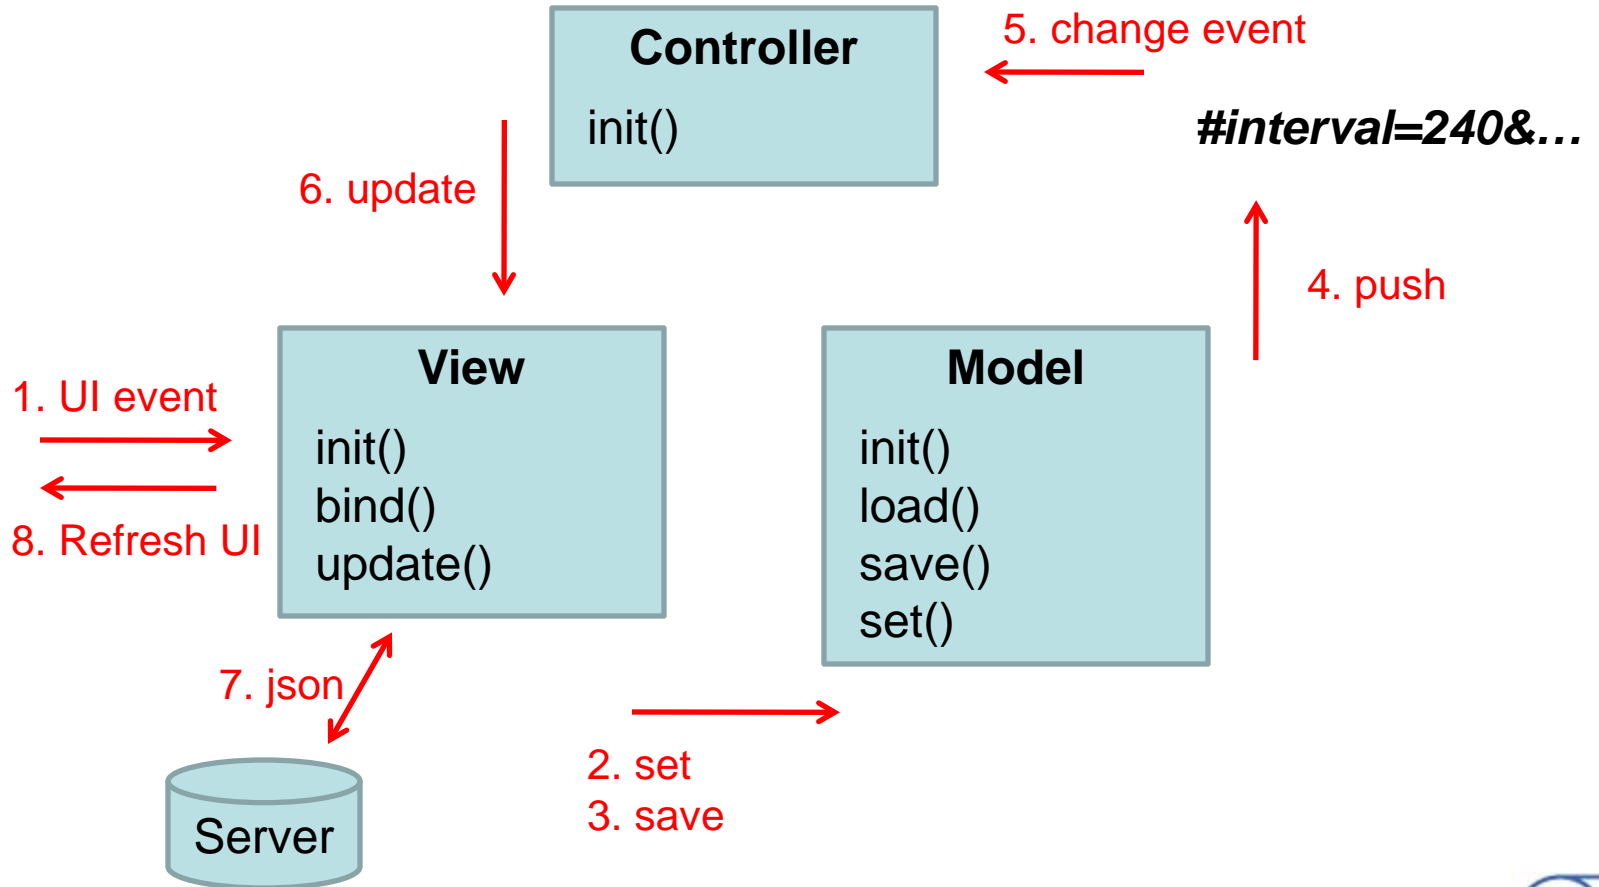 Controller
init()
5. change event
#interval=240&…
6. update
4. push
View
init()
bind()
update()
Model
init()
load()
save()
set()
1. UI event
8. Refresh UI
7. json
2. set
3. save
Server